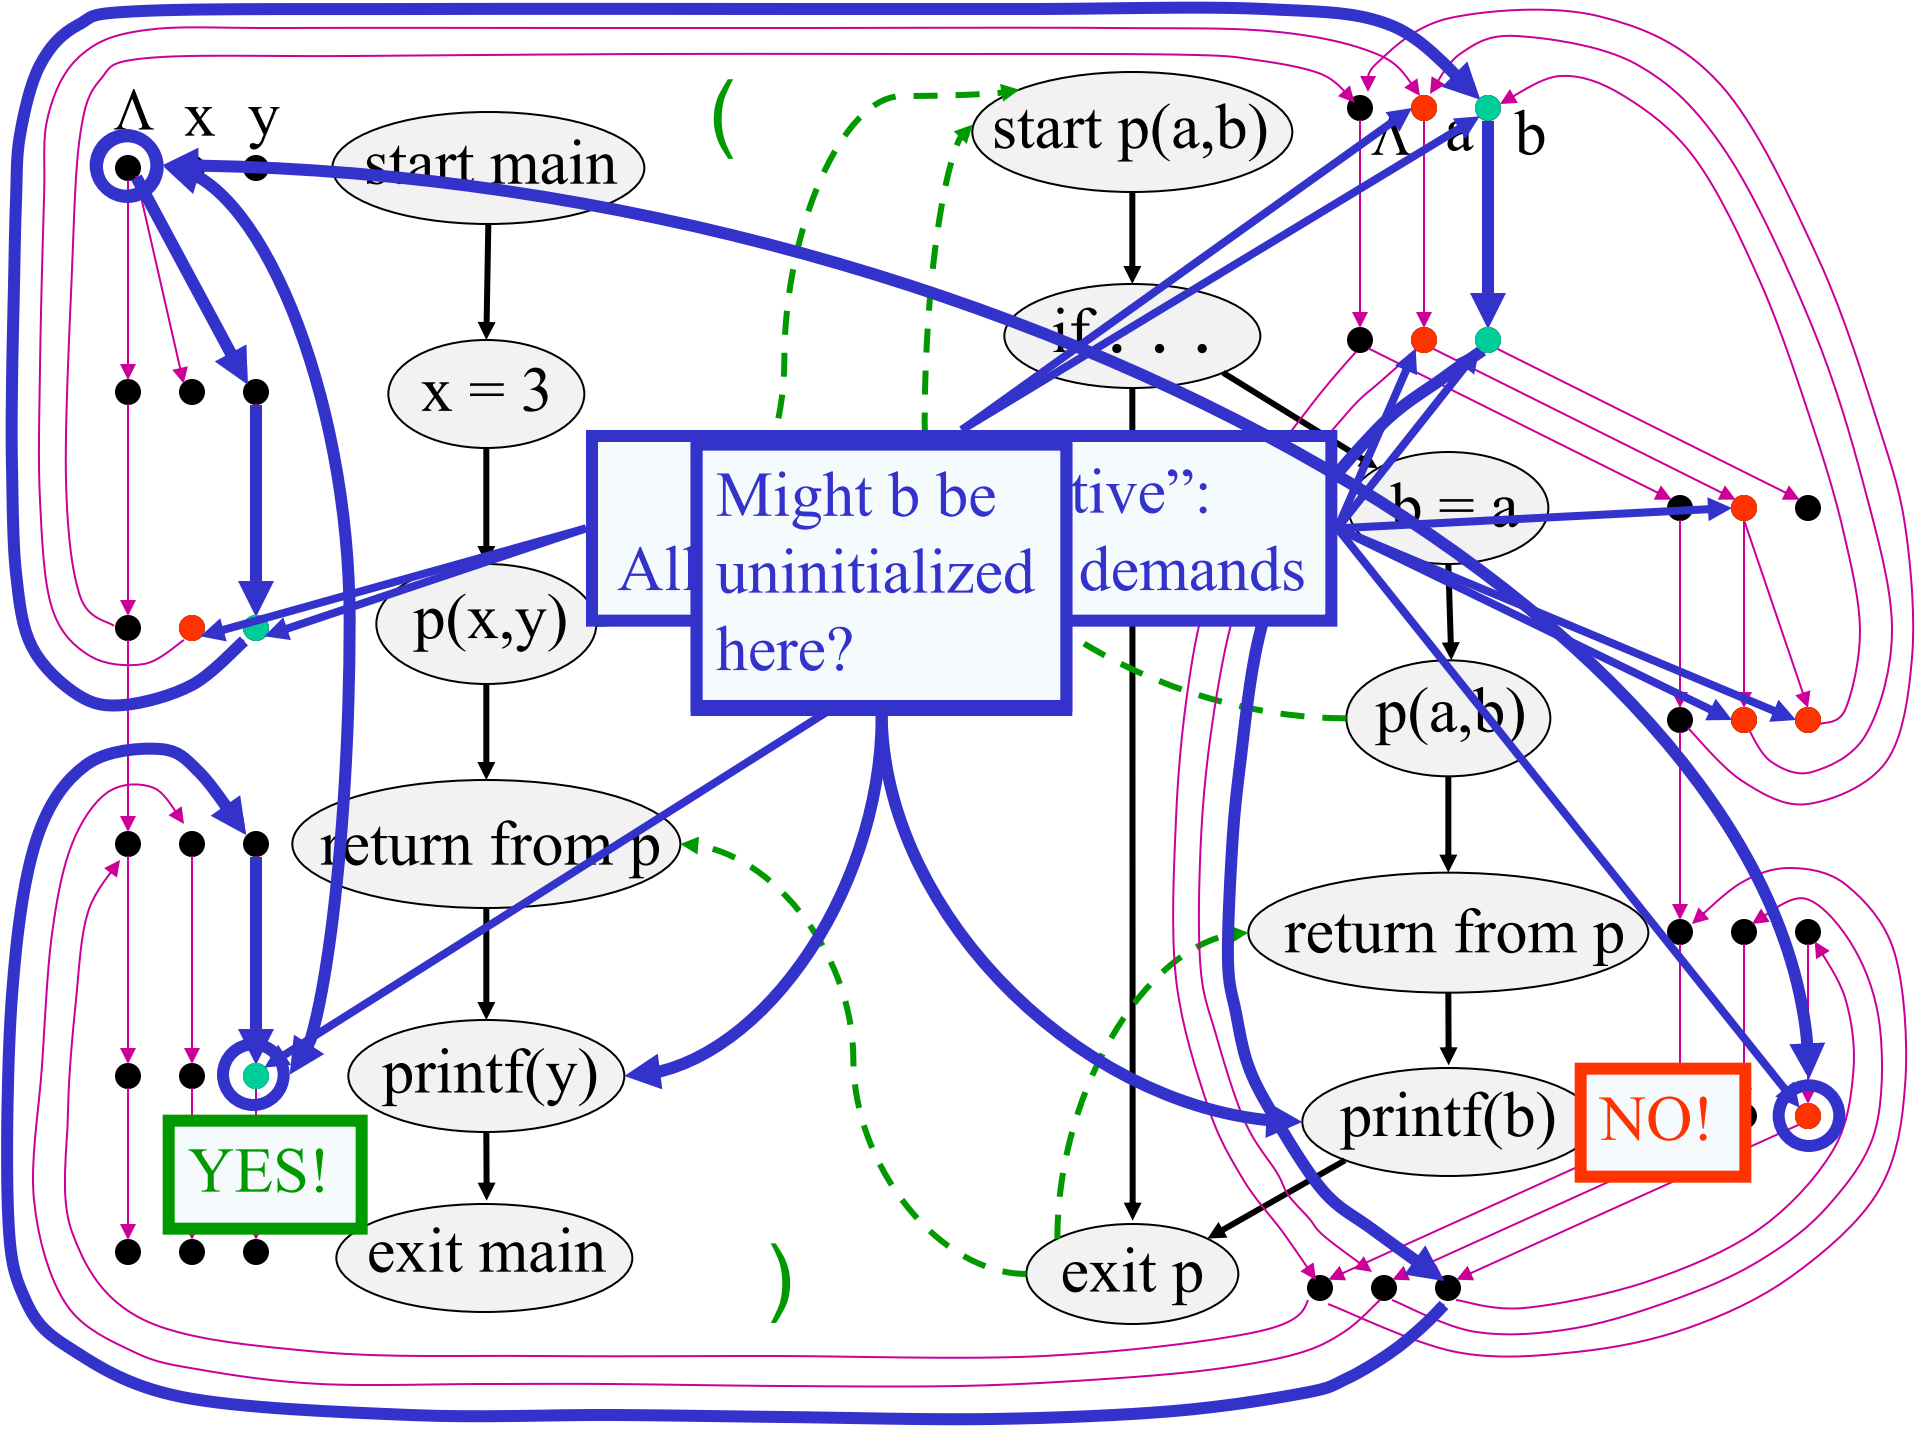 Λ x y
start main
x = 3
p(x,y)
return from p
printf(y)
exit main
YES!
(
)
start p(a,b)
if . . .
b = a
p(a,b)
return from p
printf(b)
exit p
Λ a b
NO!
tive”:
All demands
Might b be
uninitialized
here?